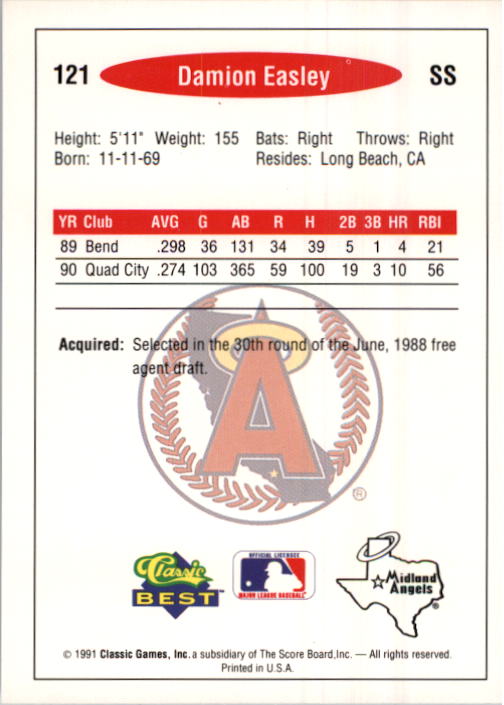 121 Damion Easley SS
Height: 5'11" Weight: 155 Bats: Right Throws: Right
Born: 11-11-69 Resides: Long Beach, CA
YR Club AVG G AB R H 2B 3B HR RBI
89 Bend .298 36 131 34 39 5 1 4 21
90 Quad City .274 103 365 59 100 19 3 10 56
Acquired: Selected in the 30th round of the June, 1988 free
agent draft.
A
®
Classic
BEST™
OFFICIAL LICENSEE
MAJOR LEAGUE BASEBALL®
Midland
Angels
®
© 1991 Classic Games, Inc. a subsidiary of The Score Board,Inc. — All rights reserved.
Printed in U.S.A.